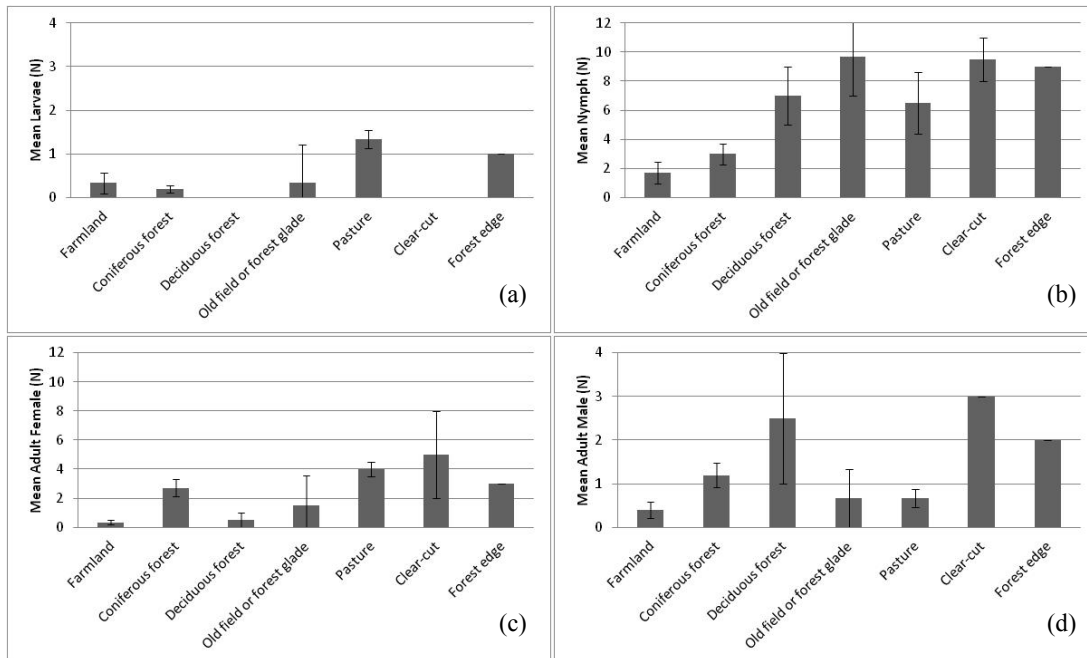 Mean Larvae (N)
4
3
2
1
0
Farmland
Coniferous forest
Deciduous forest
Old field or forest glade
Pasture
Clear-cut
Forest edge
(a)
Mean Nymph (N)
12
10
8
6
4
2
0
Farmland
Coniferous forest
Deciduous forest
Old field or forest glade
Pasture
Clear-cut
Forest edge
(b)
Mean Adult Female (N)
12
10
8
6
4
2
0
Farmland
Coniferous forest
Deciduous forest
Old field or forest glade
Pasture
Clear-cut
Forest edge
(c)
Mean Adult Male (N)
4
3
2
1
0
Farmland
Coniferous forest
Deciduous forest
Old field or forest glade
Pasture
Clear-cut
Forest edge
(d)